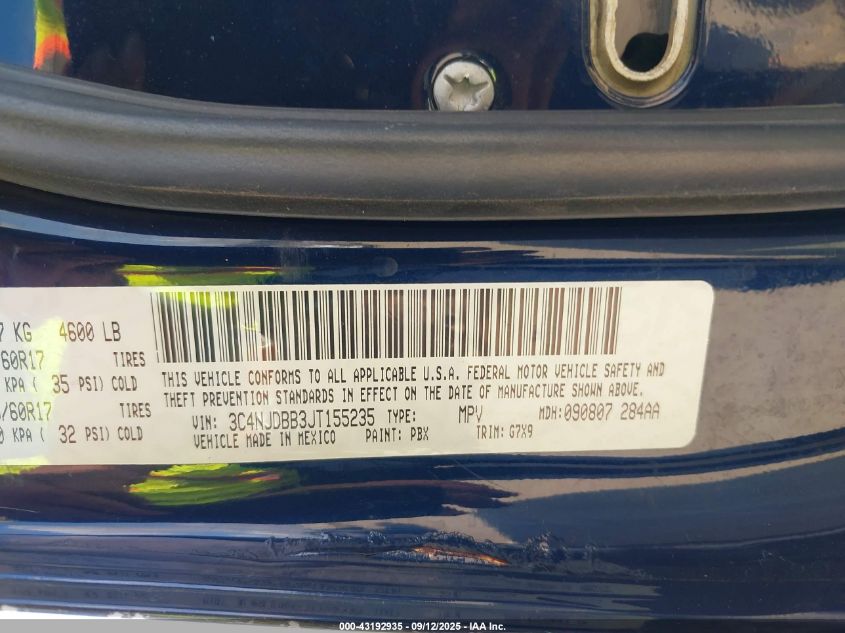 7 KG 4600 LB
/60R17 TIRES
KPA ( 35 PSI) COLD
/60R17 TIRES
0 KPA ( 32 PSI) COLD
THIS VEHICLE CONFORMS TO ALL APPLICABLE U.S.A. FEDERAL MOTOR VEHICLE SAFETY AND
THEFT PREVENTION STANDARDS IN EFFECT ON THE DATE OF MANUFACTURE SHOWN ABOVE.
VIN: 3C4NJDBB3JT155235 TYPE: MPV MDH: 090807 284AA
VEHICLE MADE IN MEXICO PAINT: PBX TRIM: G7X9
000-43192935 - 09/12/2025 - IAA Inc.